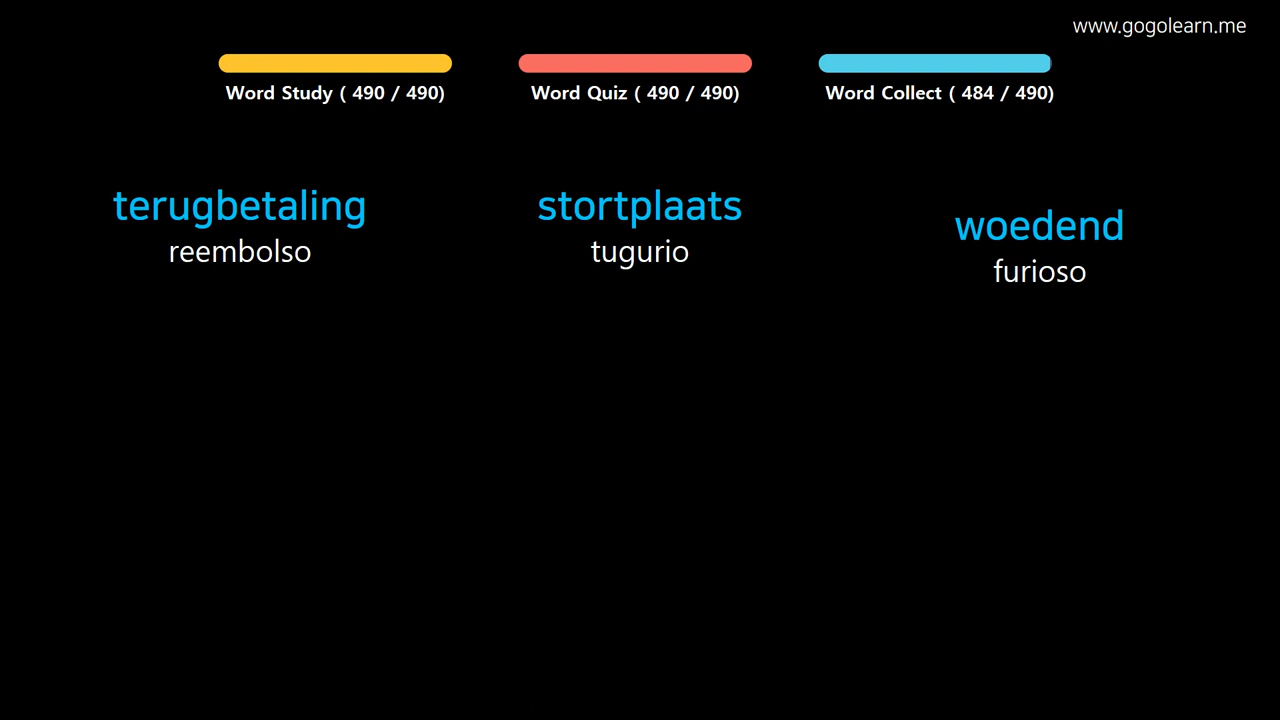 www.gogolearn.me
Word Study ( 490 / 490)
Word Quiz ( 490 / 490)
Word Collect ( 484 / 490)
terugbetaling
reembolso
stortplaats
tugurio
woedend
furioso